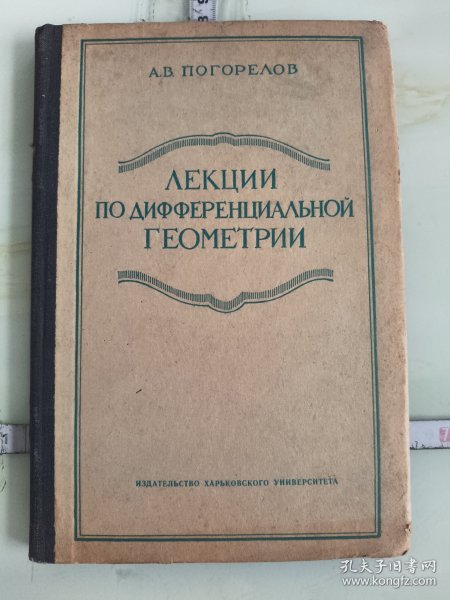 А.В. ПОГОРЕЛОВ
ЛЕКЦИИ
ПО ДИФФЕРЕНЦИАЛЬНОЙ
ГЕОМЕТРИИ
ИЗДАТЕЛЬСТВО ХАРЬКОВСКОГО УНИВЕРСИТЕТА
孔夫子旧书网
www.kongfz.com